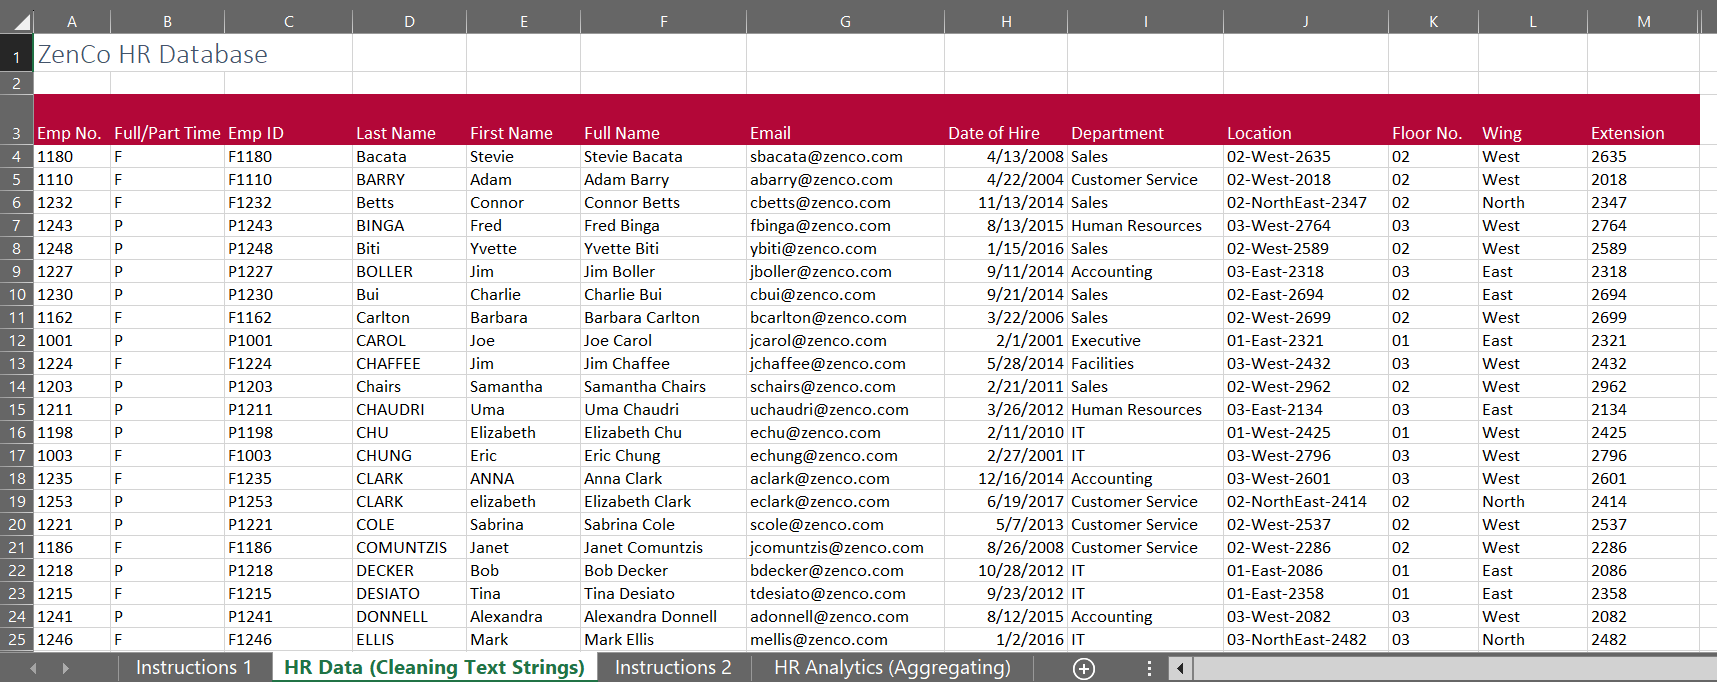 A B C D E F G H I J K L M
1 ZenCo HR Database
2
3 Emp No. Full/Part Time Emp ID Last Name First Name Full Name Email Date of Hire Department Location Floor No. Wing Extension
4 1180 F F1180 Bacata Stevie Stevie Bacata sbacata@zenco.com 4/13/2008 Sales 02-West-2635 02 West 2635
5 1110 F F1110 BARRY Adam Adam Barry abarry@zenco.com 4/22/2004 Customer Service 02-West-2018 02 West 2018
6 1232 F F1232 Betts Connor Connor Betts cbetts@zenco.com 11/13/2014 Sales 02-NorthEast-2347 02 North 2347
7 1243 P P1243 BINGA Fred Fred Binga fbinga@zenco.com 8/13/2015 Human Resources 03-West-2764 03 West 2764
8 1248 P P1248 Biti Yvette Yvette Biti ybiti@zenco.com 1/15/2016 Sales 02-West-2589 02 West 2589
9 1227 P P1227 BOLLER Jim Jim Boller jboller@zenco.com 9/11/2014 Accounting 03-East-2318 03 East 2318
10 1230 P P1230 Bui Charlie Charlie Bui cbui@zenco.com 9/21/2014 Sales 02-East-2694 02 East 2694
11 1162 F F1162 Carlton Barbara Barbara Carlton bcarlton@zenco.com 3/22/2006 Sales 02-West-2699 02 West 2699
12 1001 P P1001 CAROL Joe Joe Carol jcarol@zenco.com 2/1/2001 Executive 01-East-2321 01 East 2321
13 1224 F F1224 CHAFFEE Jim Jim Chaffee jchaffee@zenco.com 5/28/2014 Facilities 03-West-2432 03 West 2432
14 1203 P P1203 Chairs Samantha Samantha Chairs schairs@zenco.com 2/21/2011 Sales 02-West-2962 02 West 2962
15 1211 P P1211 CHAUDRI Uma Uma Chaudri uchaudri@zenco.com 3/26/2012 Human Resources 03-East-2134 03 East 2134
16 1198 P P1198 CHU Elizabeth Elizabeth Chu echu@zenco.com 2/11/2010 IT 01-West-2425 01 West 2425
17 1003 F F1003 CHUNG Eric Eric Chung echung@zenco.com 2/27/2001 IT 03-West-2796 03 West 2796
18 1235 F F1235 CLARK ANNA Anna Clark aclark@zenco.com 12/16/2014 Accounting 03-West-2601 03 West 2601
19 1253 P P1253 CLARK elizabeth Elizabeth Clark eclark@zenco.com 6/19/2017 Customer Service 02-NorthEast-2414 02 North 2414
20 1221 P P1221 COLE Sabrina Sabrina Cole scole@zenco.com 5/7/2013 Customer Service 02-West-2537 02 West 2537
21 1186 F F1186 COMUNTZIS Janet Janet Comuntzis jcomuntzis@zenco.com 8/26/2008 Customer Service 02-West-2286 02 West 2286
22 1218 P P1218 DECKER Bob Bob Decker bdecker@zenco.com 10/28/2012 IT 01-East-2086 01 East 2086
23 1215 F F1215 DESIATO Tina Tina Desiato tdesiato@zenco.com 9/23/2012 IT 01-East-2358 01 East 2358
24 1241 P P1241 DONNELL Alexandra Alexandra Donnell adonnell@zenco.com 8/12/2015 Accounting 03-West-2082 03 West 2082
25 1246 F F1246 ELLIS Mark Mark Ellis mellis@zenco.com 1/2/2016 IT 03-NorthEast-2482 03 North 2482
Instructions 1 HR Data (Cleaning Text Strings) Instructions 2 HR Analytics (Aggregating)